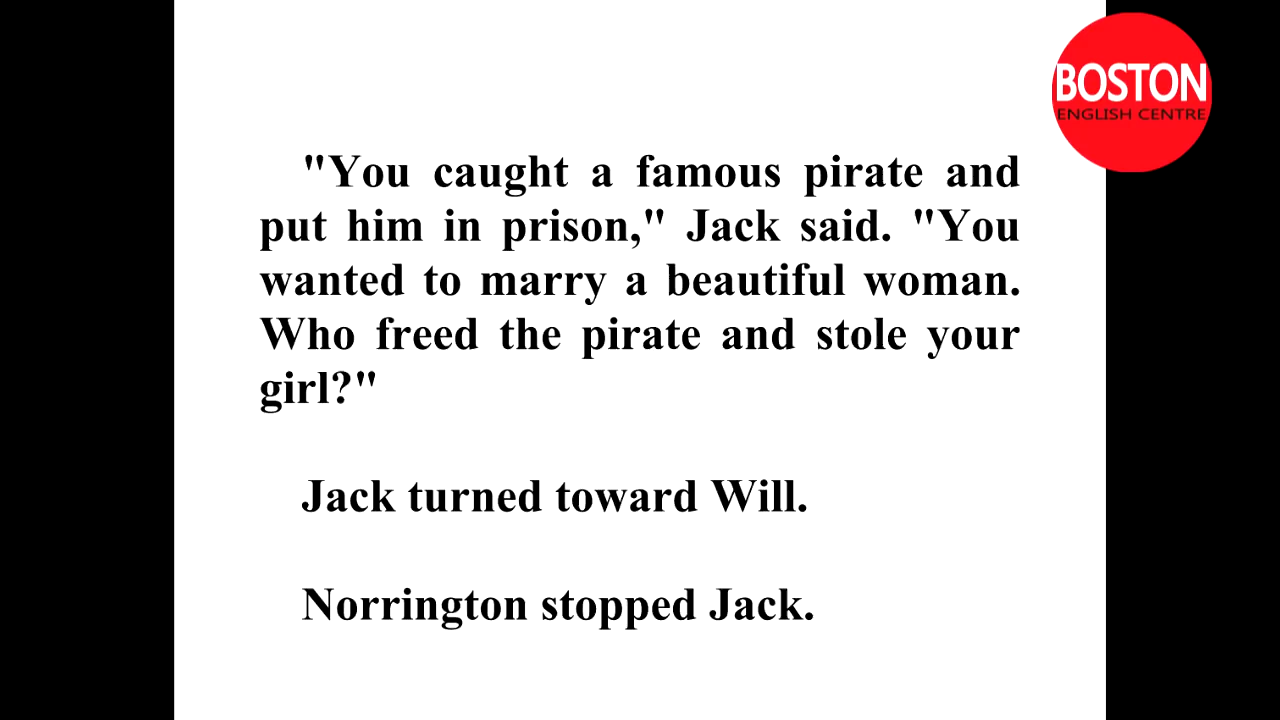 BOSTON
ENGLISH CENTRE
"You caught a famous pirate and
put him in prison," Jack said. "You
wanted to marry a beautiful woman.
Who freed the pirate and stole your
girl?"
Jack turned toward Will.
Norrington stopped Jack.